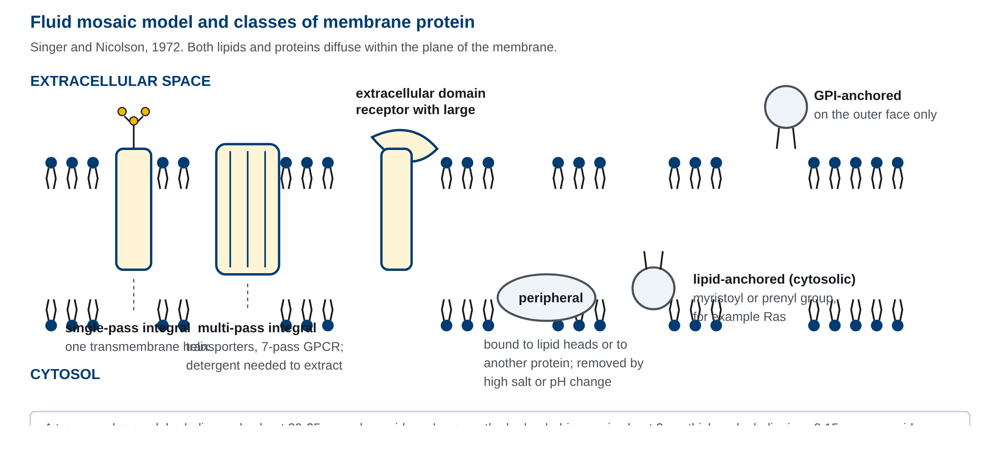 Fluid mosaic model and classes of membrane protein
Singer and Nicolson, 1972. Both lipids and proteins diffuse within the plane of the membrane.
EXTRACELLULAR SPACE
extracellular domain
receptor with large
GPI-anchored
on the outer face only
peripheral
lipid-anchored (cytosolic)
myristoyl or prenyl group,
for example Ras
single-pass integral
one transmembrane helix
multi-pass integral
transporters, 7-pass GPCR;
detergent needed to extract
bound to lipid heads or to
another protein; removed by
high salt or pH change
CYTOSOL